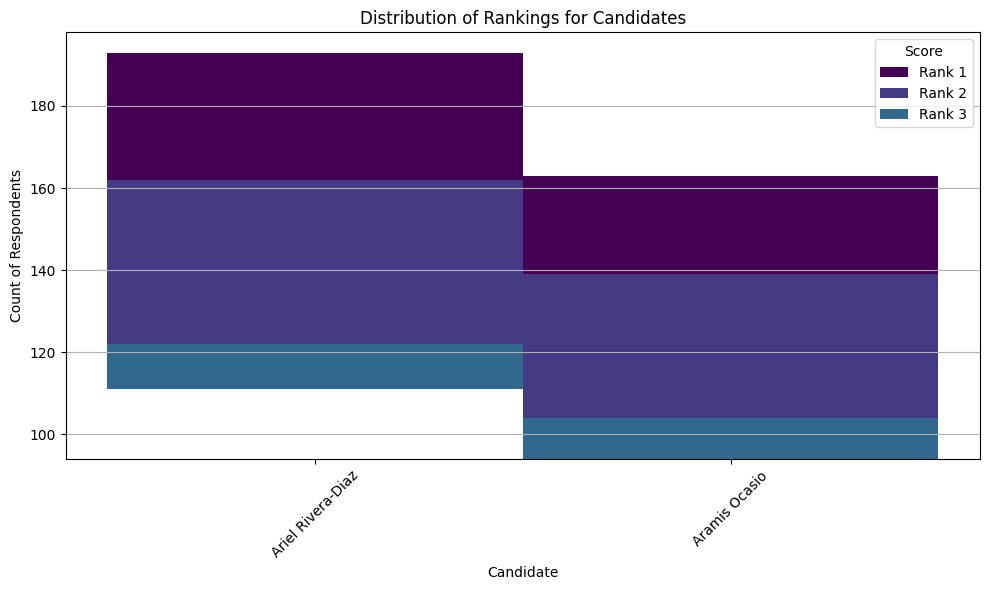 Distribution of Rankings for Candidates
Score
Rank 1
Rank 2
Rank 3
Count of Respondents
180
160
140
120
100
Ariel Rivera-Diaz
Aramis Ocasio
Candidate